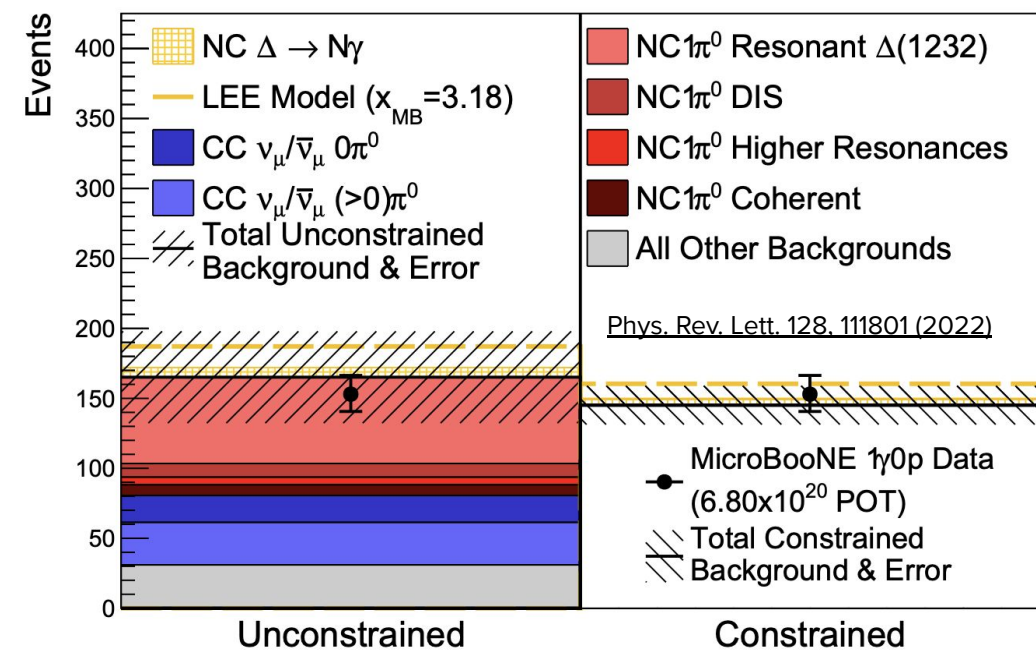 Events
400
350
300
250
200
150
100
50
0
NC Δ → Nγ
LEE Model (x_MB=3.18)
CC ν_μ/ν̅_μ 0π⁰
CC ν_μ/ν̅_μ (>0)π⁰
Total Unconstrained
Background & Error
NC1π⁰ Resonant Δ(1232)
NC1π⁰ DIS
NC1π⁰ Higher Resonances
NC1π⁰ Coherent
All Other Backgrounds
Phys. Rev. Lett. 128, 111801 (2022)
MicroBooNE 1γ0p Data
(6.80x10²⁰ POT)
Total Constrained
Background & Error
Unconstrained
Constrained